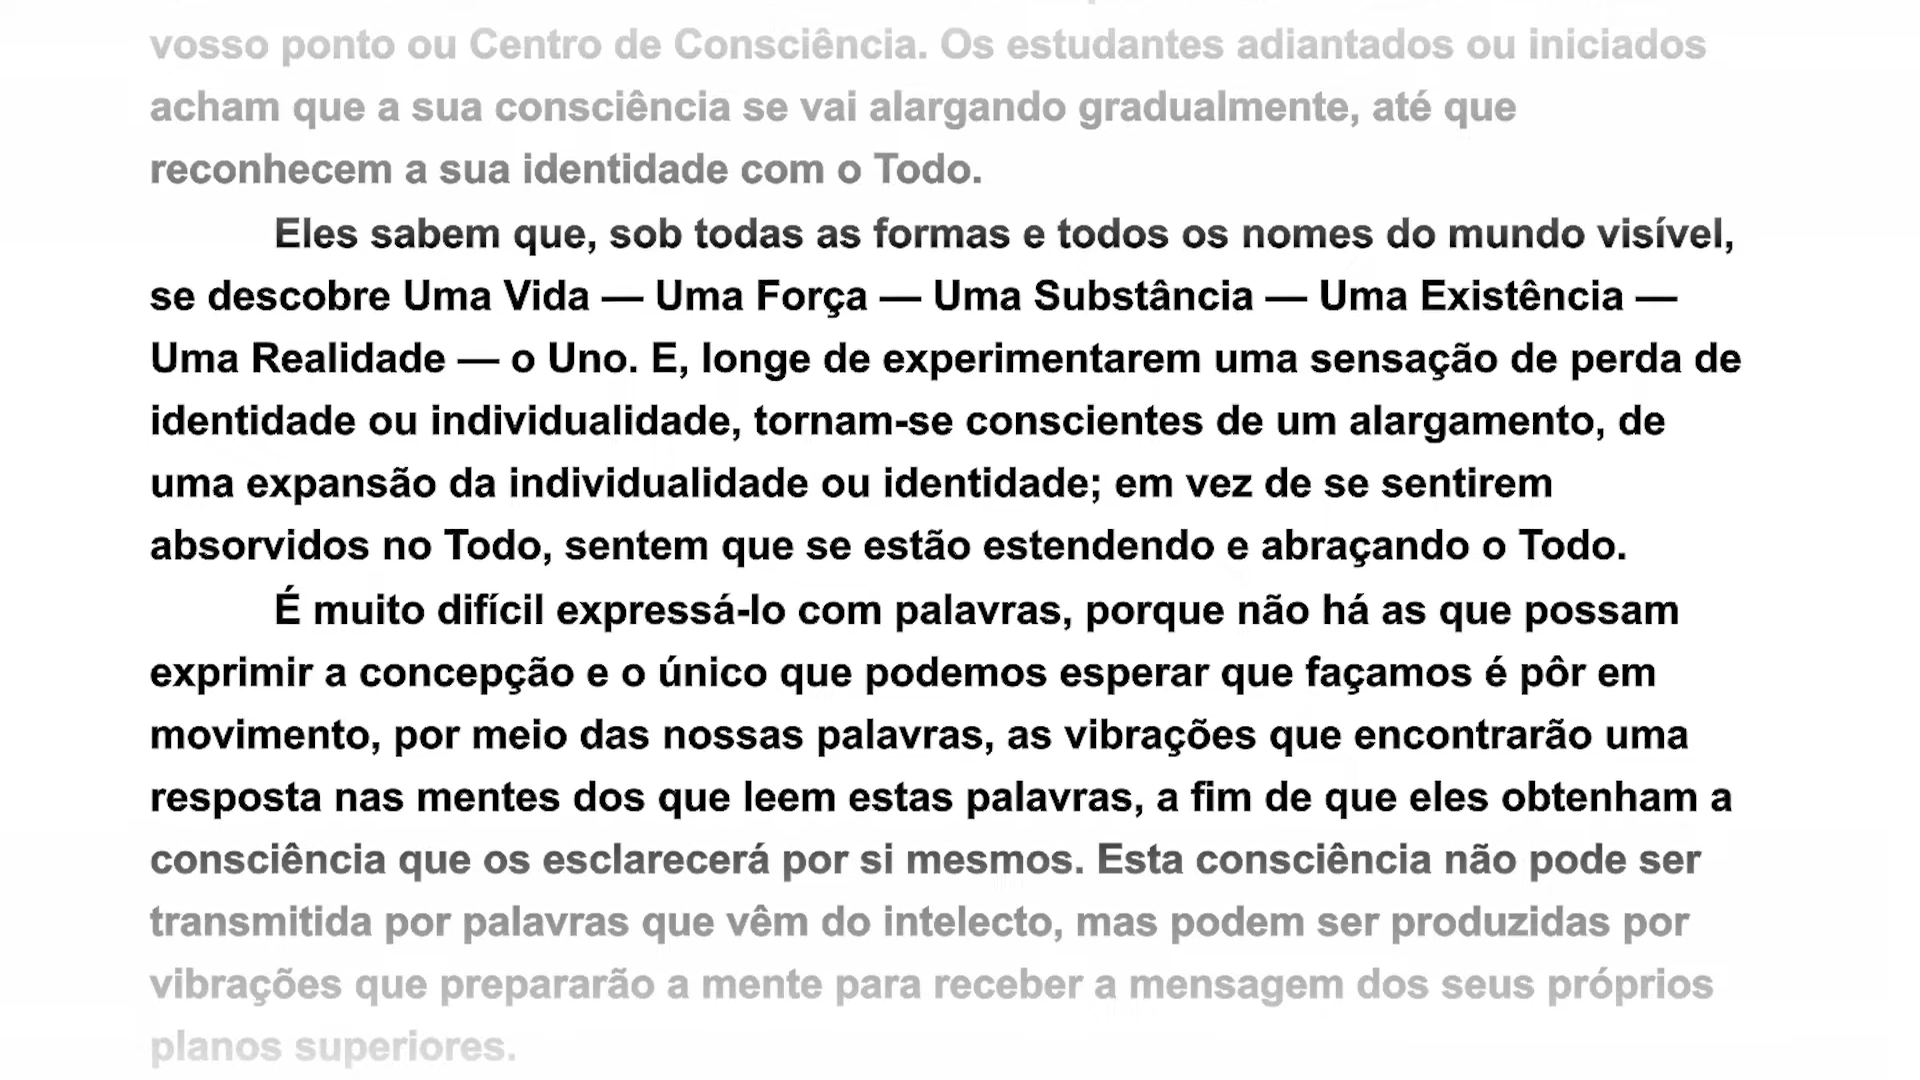 vosso ponto ou Centro de Consciência. Os estudantes adiantados ou iniciados
acham que a sua consciência se vai alargando gradualmente, até que
reconhecem a sua identidade com o Todo.
Eles sabem que, sob todas as formas e todos os nomes do mundo visível,
se descobre Uma Vida — Uma Força — Uma Substância — Uma Existência —
Uma Realidade — o Uno. E, longe de experimentarem uma sensação de perda de
identidade ou individualidade, tornam-se conscientes de um alargamento, de
uma expansão da individualidade ou identidade; em vez de se sentirem
absorvidos no Todo, sentem que se estão estendendo e abraçando o Todo.
É muito difícil expressá-lo com palavras, porque não há as que possam
exprimir a concepção e o único que podemos esperar que façamos é pôr em
movimento, por meio das nossas palavras, as vibrações que encontrarão uma
resposta nas mentes dos que leem estas palavras, a fim de que eles obtenham a
consciência que os esclarecerá por si mesmos. Esta consciência não pode ser
transmitida por palavras que vêm do intelecto, mas podem ser produzidas por
vibrações que prepararão a mente para receber a mensagem dos seus próprios
planos superiores.